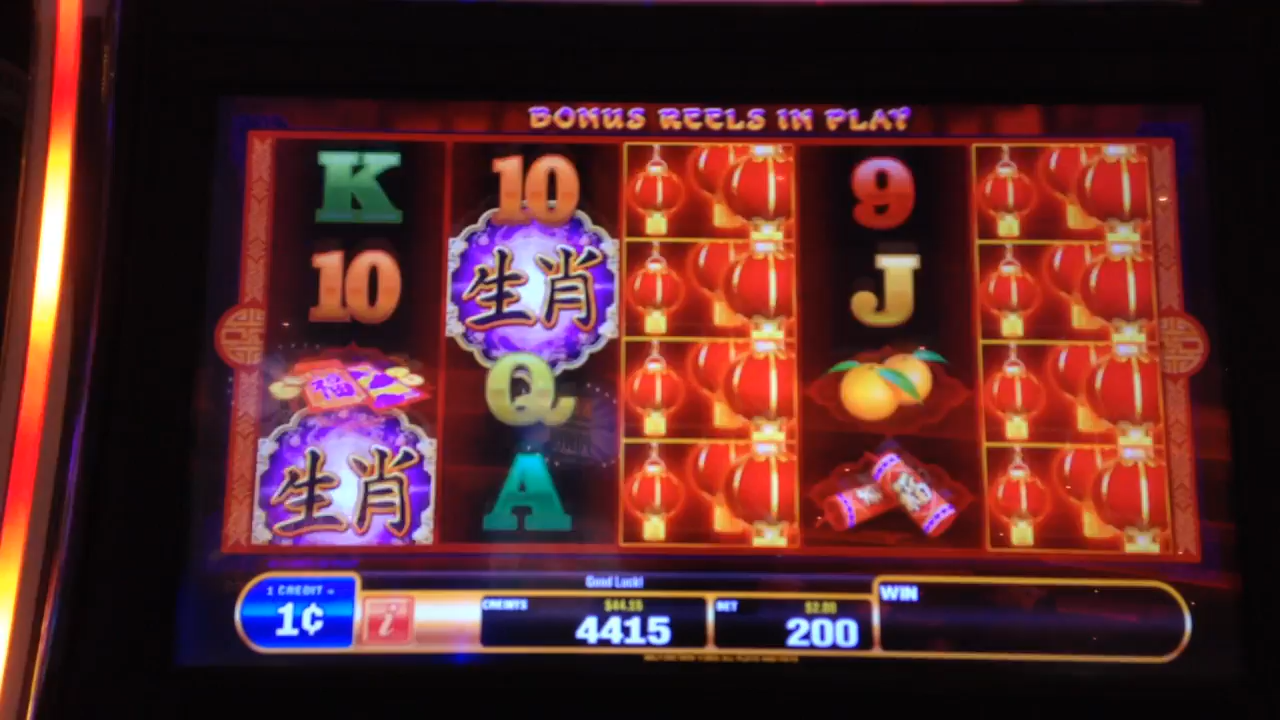 BONUS REELS IN PLAY
K 10 9
生肖
10 J
Q
生肖
A
Good Luck!
1 CREDIT =
1¢
i
CREDITS $44.15
4415
BET $2.00
200
WIN